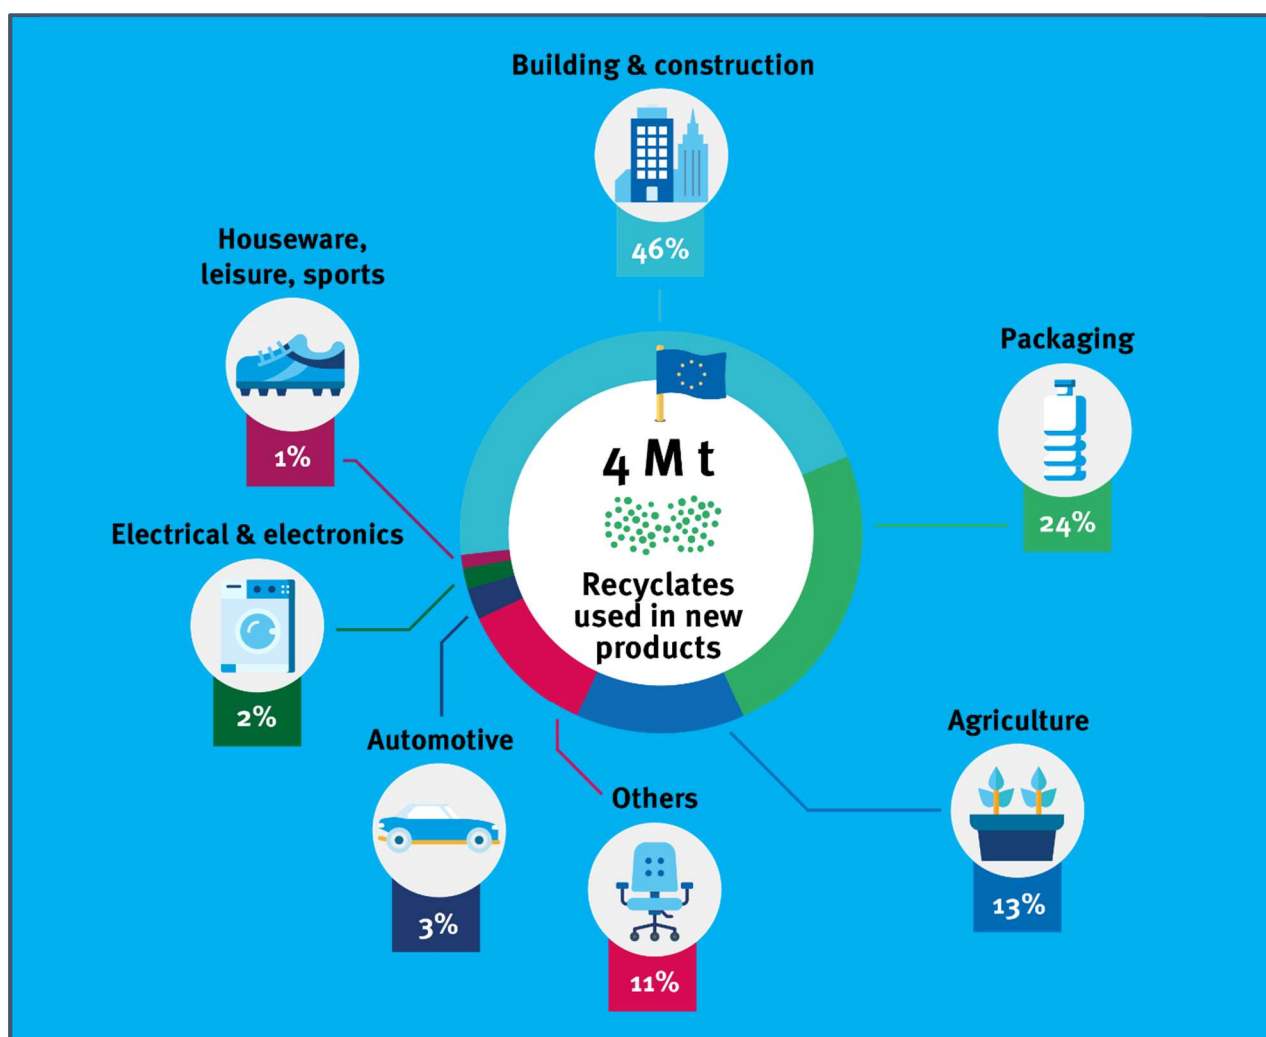 Building & construction
46%
Houseware,
leisure, sports
1%
Packaging
24%
4 Mt
Recyclates
used in new
products
Electrical & electronics
2%
Automotive
3%
Others
11%
Agriculture
13%